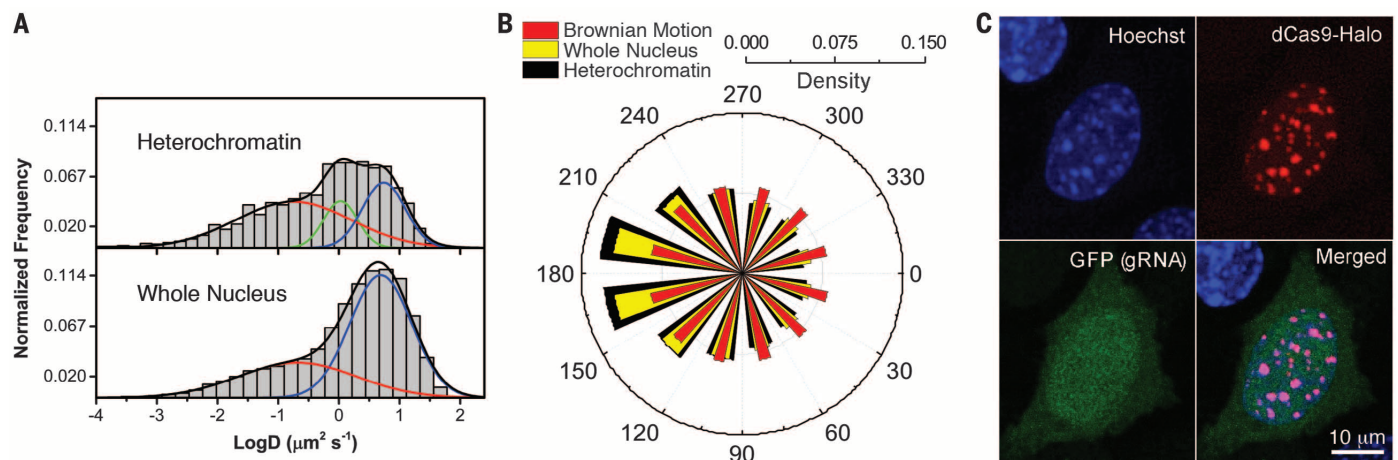 A
Normalized Frequency
0.114
0.067
0.020
Heterochromatin
0.114
0.067
0.020
Whole Nucleus
-4 -3 -2 -1 0 1 2
LogD (μm² s⁻¹)
B
Brownian Motion
Whole Nucleus
Heterochromatin
0.000 0.075 0.150
Density
270
240 300
210 330
180 0
150 30
120 60
90
C
Hoechst
dCas9-Halo
GFP (gRNA)
Merged
10 μm